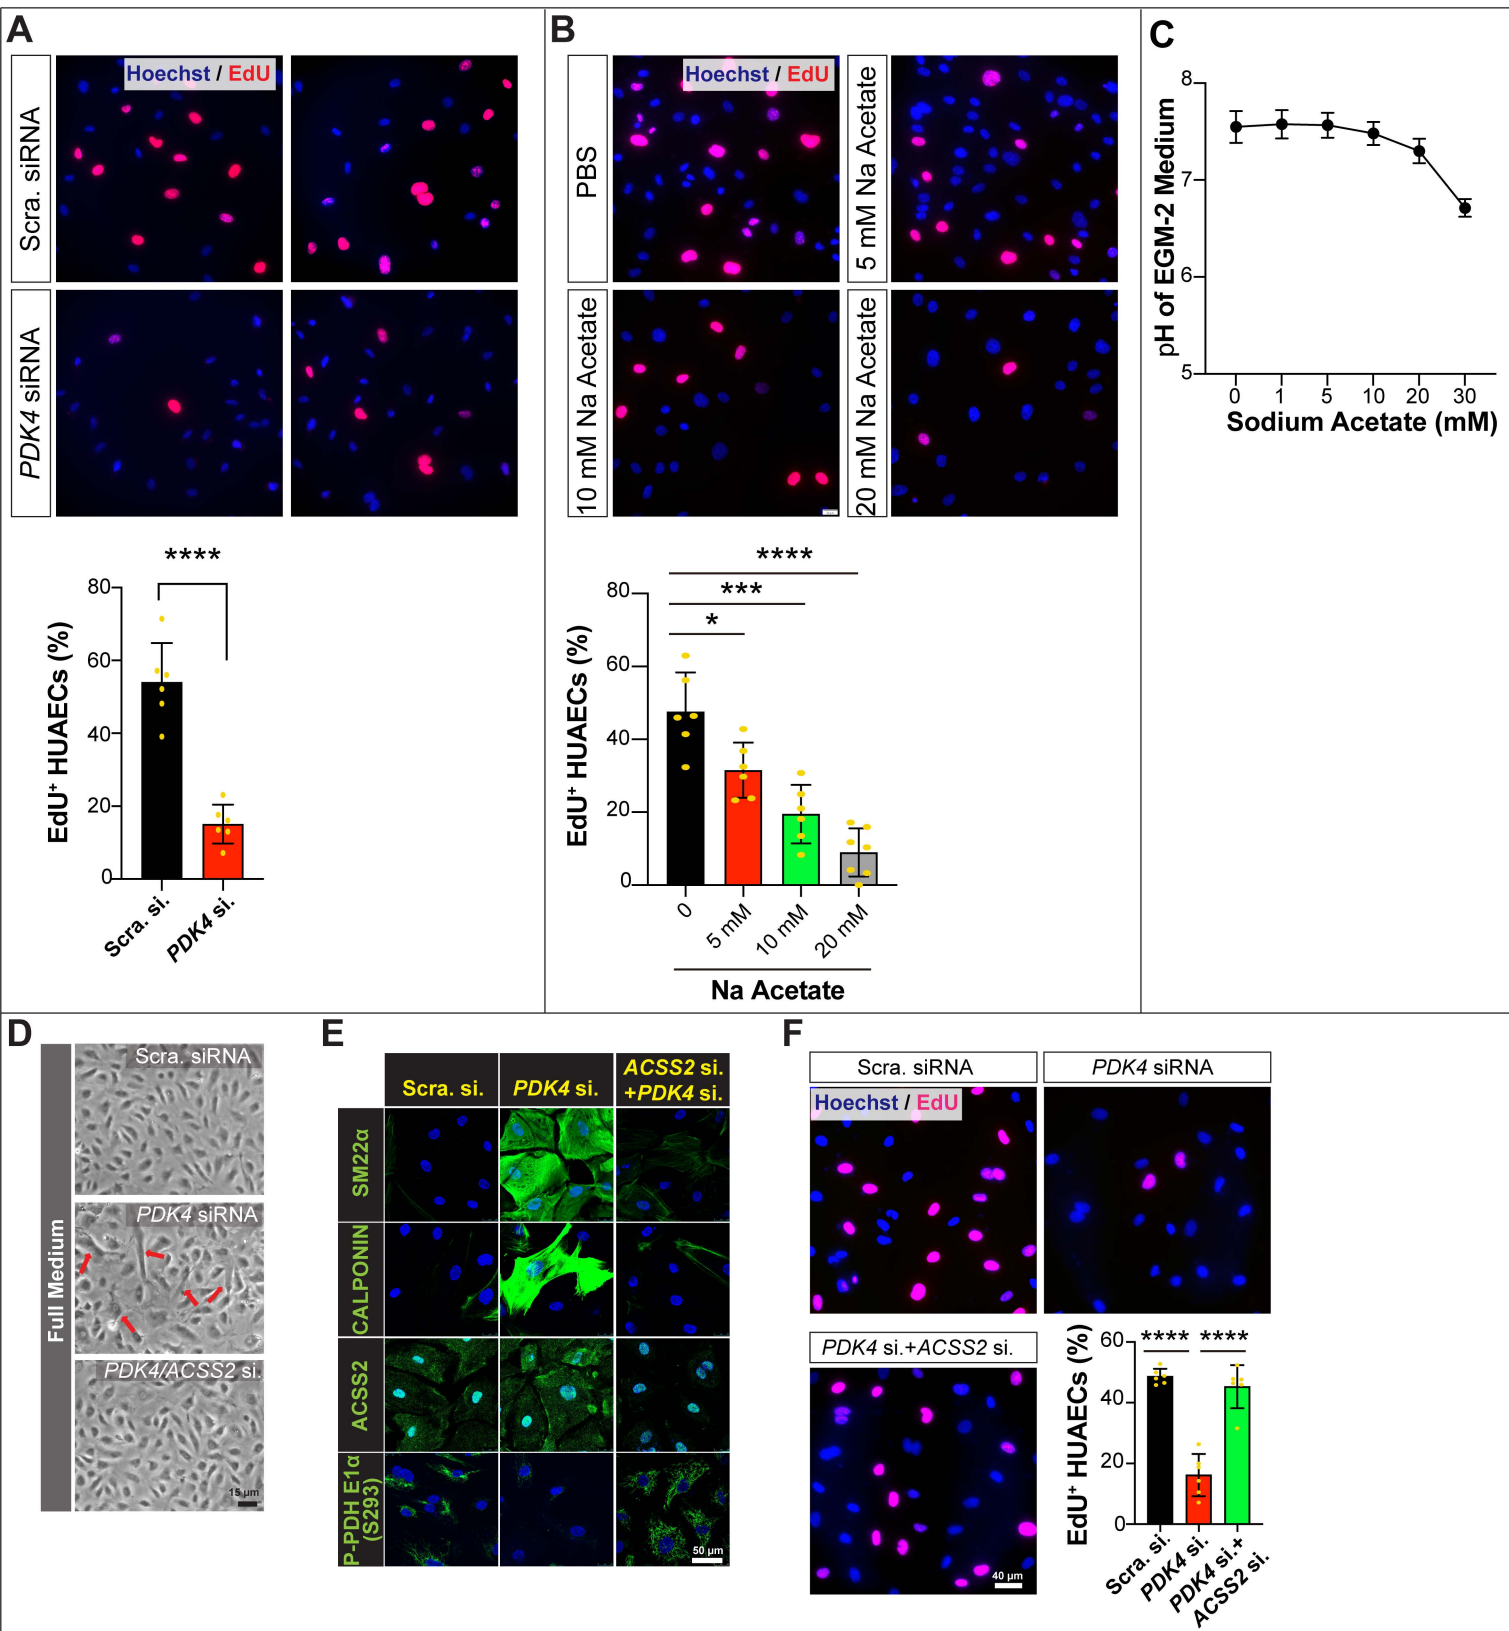 A
Scra. siRNA
Hoechst / EdU
PDK4 siRNA
****
EdU+ HUAECs (%)
80
60
40
20
0
Scra. si.
PDK4 si.
B
PBS
Hoechst / EdU
5 mM Na Acetate
10 mM Na Acetate
20 mM Na Acetate
****
***
*
EdU+ HUAECs (%)
80
60
40
20
0
0
5 mM
10 mM
20 mM
Na Acetate
C
pH of EGM-2 Medium
8
7
6
5
0 1 5 10 20 30
Sodium Acetate (mM)
D
Full Medium
Scra. siRNA
PDK4 siRNA
PDK4/ACSS2 si.
15 µm
E
Scra. si.
PDK4 si.
ACSS2 si.
+PDK4 si.
SM22α
CALPONIN
ACSS2
P-PDH E1α
(S293)
50 µm
F
Scra. siRNA
PDK4 siRNA
Hoechst / EdU
PDK4 si.+ACSS2 si.
40 µm
**** ****
EdU+ HUAECs (%)
60
40
20
0
Scra. si.
PDK4 si.
PDK4 si.+
ACSS2 si.